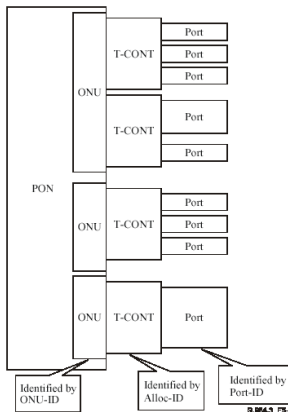 Port
T-CONT
Port
Port
ONU
Port
T-CONT
Port
PON
Port
ONU
T-CONT
Port
Port
ONU
T-CONT
Port
Identified by
ONU-ID
Identified by
Alloc-ID
Identified by
Port-ID